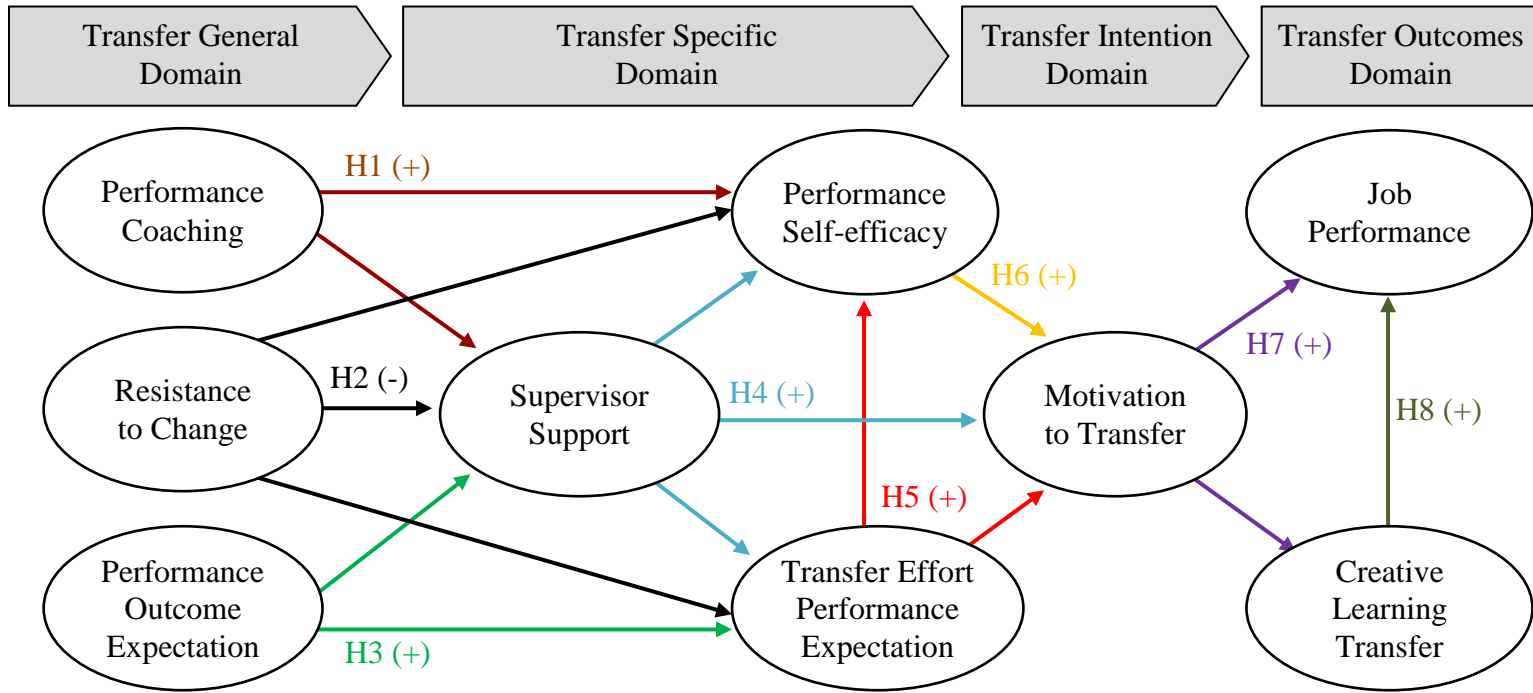 Transfer General
Domain
Transfer Specific
Domain
Transfer Intention
Domain
Transfer Outcomes
Domain
H1 (+)
Performance
Coaching
Performance
Self-efficacy
Job
Performance
H6 (+)
H7 (+)
H2 (-)
Resistance
to Change
Supervisor
Support
H4 (+)
Motivation
to Transfer
H8 (+)
H5 (+)
Performance
Outcome
Expectation
H3 (+)
Transfer Effort
Performance
Expectation
Creative
Learning
Transfer